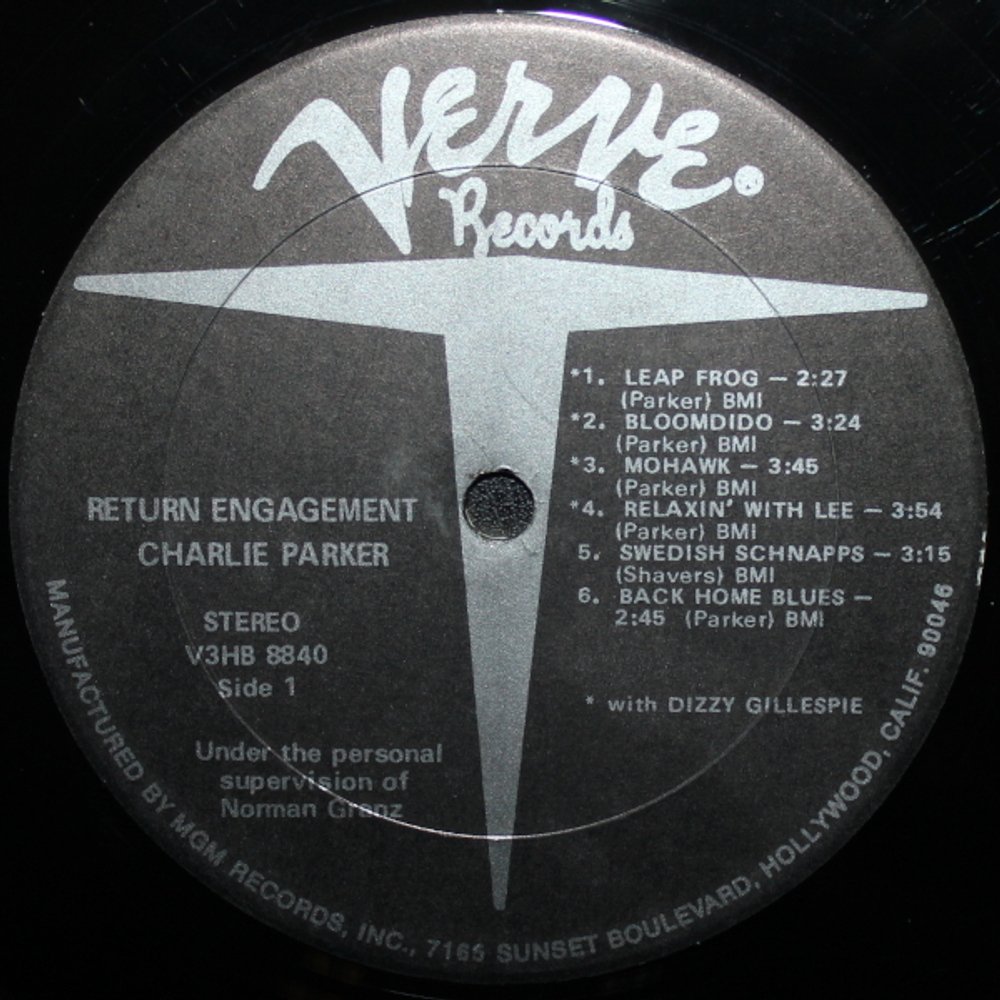 Verve®
Records
*1. LEAP FROG — 2:27
(Parker) BMI
*2. BLOOMDIDO — 3:24
(Parker) BMI
*3. MOHAWK — 3:45
(Parker) BMI
*4. RELAXIN' WITH LEE — 3:54
(Parker) BMI
5. SWEDISH SCHNAPPS — 3:15
(Shavers) BMI
6. BACK HOME BLUES —
2:45 (Parker) BMI
* with DIZZY GILLESPIE
RETURN ENGAGEMENT
CHARLIE PARKER
STEREO
V3HB 8840
Side 1
Under the personal
supervision of
Norman Granz
MANUFACTURED BY MGM RECORDS, INC., 7165 SUNSET BOULEVARD, HOLLYWOOD, CALIF. 90046